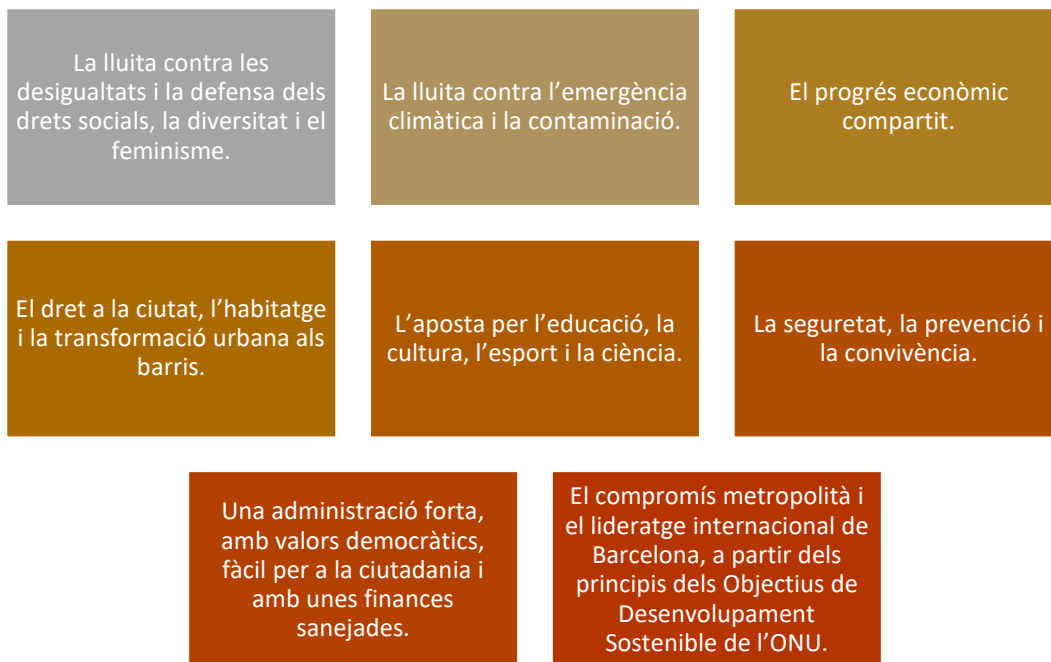 La lluita contra les
desigualtats i la defensa dels
drets socials, la diversitat i el
feminisme.
La lluita contra l’emergència
climàtica i la contaminació.
El progrés econòmic
compartit.
El dret a la ciutat, l’habitatge
i la transformació urbana als
barris.
L’aposta per l’educació, la
cultura, l’esport i la ciència.
La seguretat, la prevenció i
la convivència.
Una administració forta,
amb valors democràtics,
fàcil per a la ciutadania i
amb unes finances
sanejades.
El compromís metropolità i
el lideratge internacional de
Barcelona, a partir dels
principis dels Objectius de
Desenvolupament
Sostenible de l’ONU.